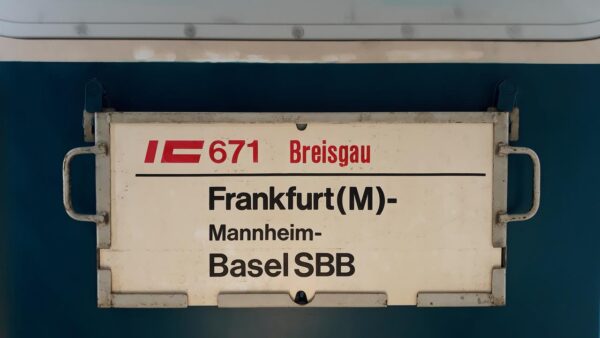 IC 671 Breisgau
Frankfurt(M)-
Mannheim-
Basel SBB